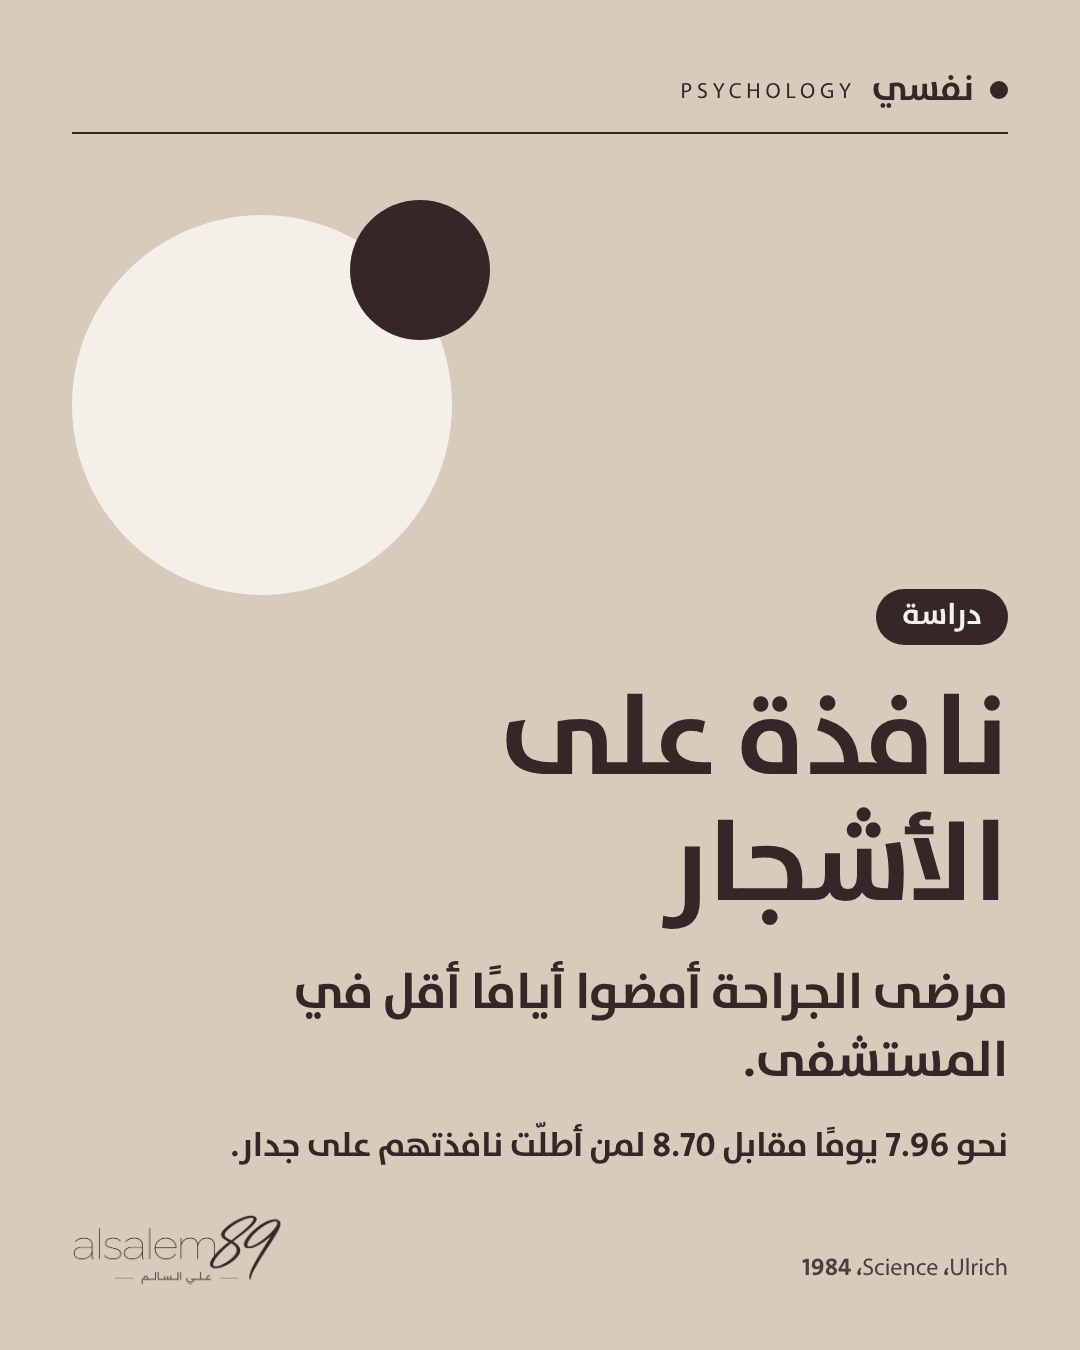 نفسي PSYCHOLOGY
دراسة
نافذة على
الأشجار
مرضى الجراحة أمضوا أيامًا أقل في
المستشفى.
نحو 7.96 يومًا مقابل 8.70 لمن أطلّت نافذتهم على جدار.
Ulrich، Science، 1984
alsalem89
علي السالم